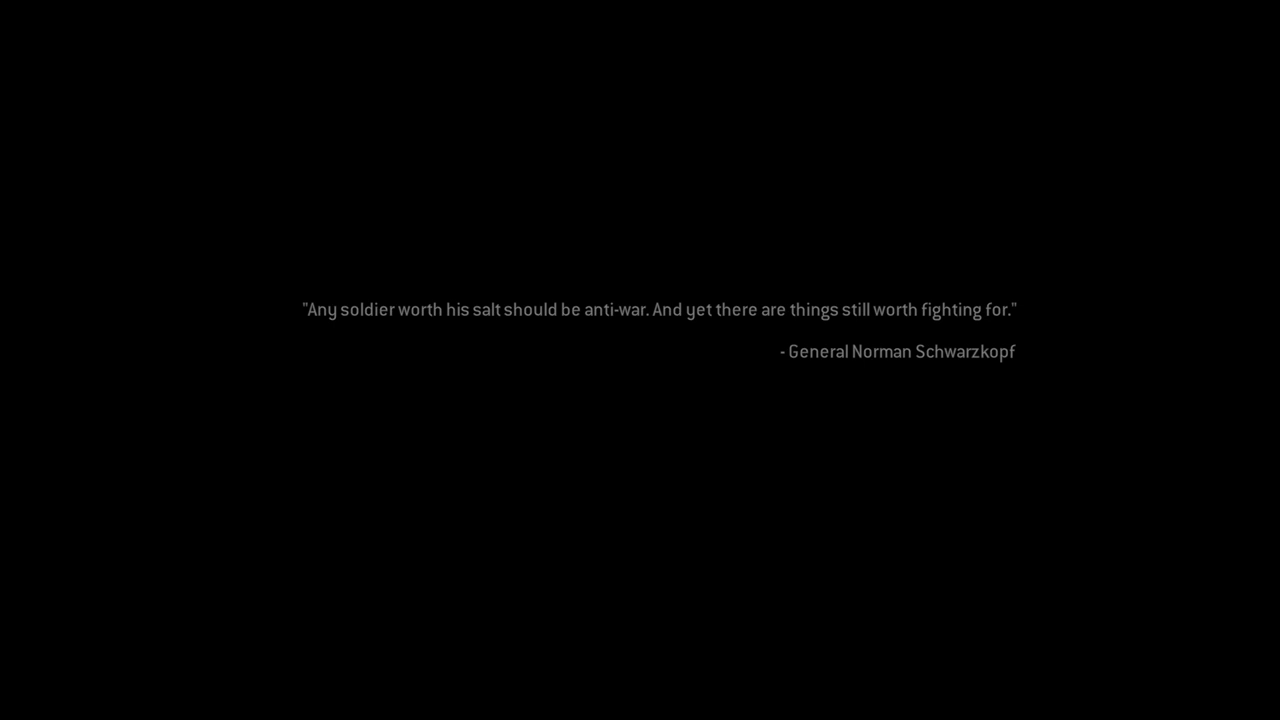 "Any soldier worth his salt should be anti-war. And yet there are things still worth fighting for."
- General Norman Schwarzkopf